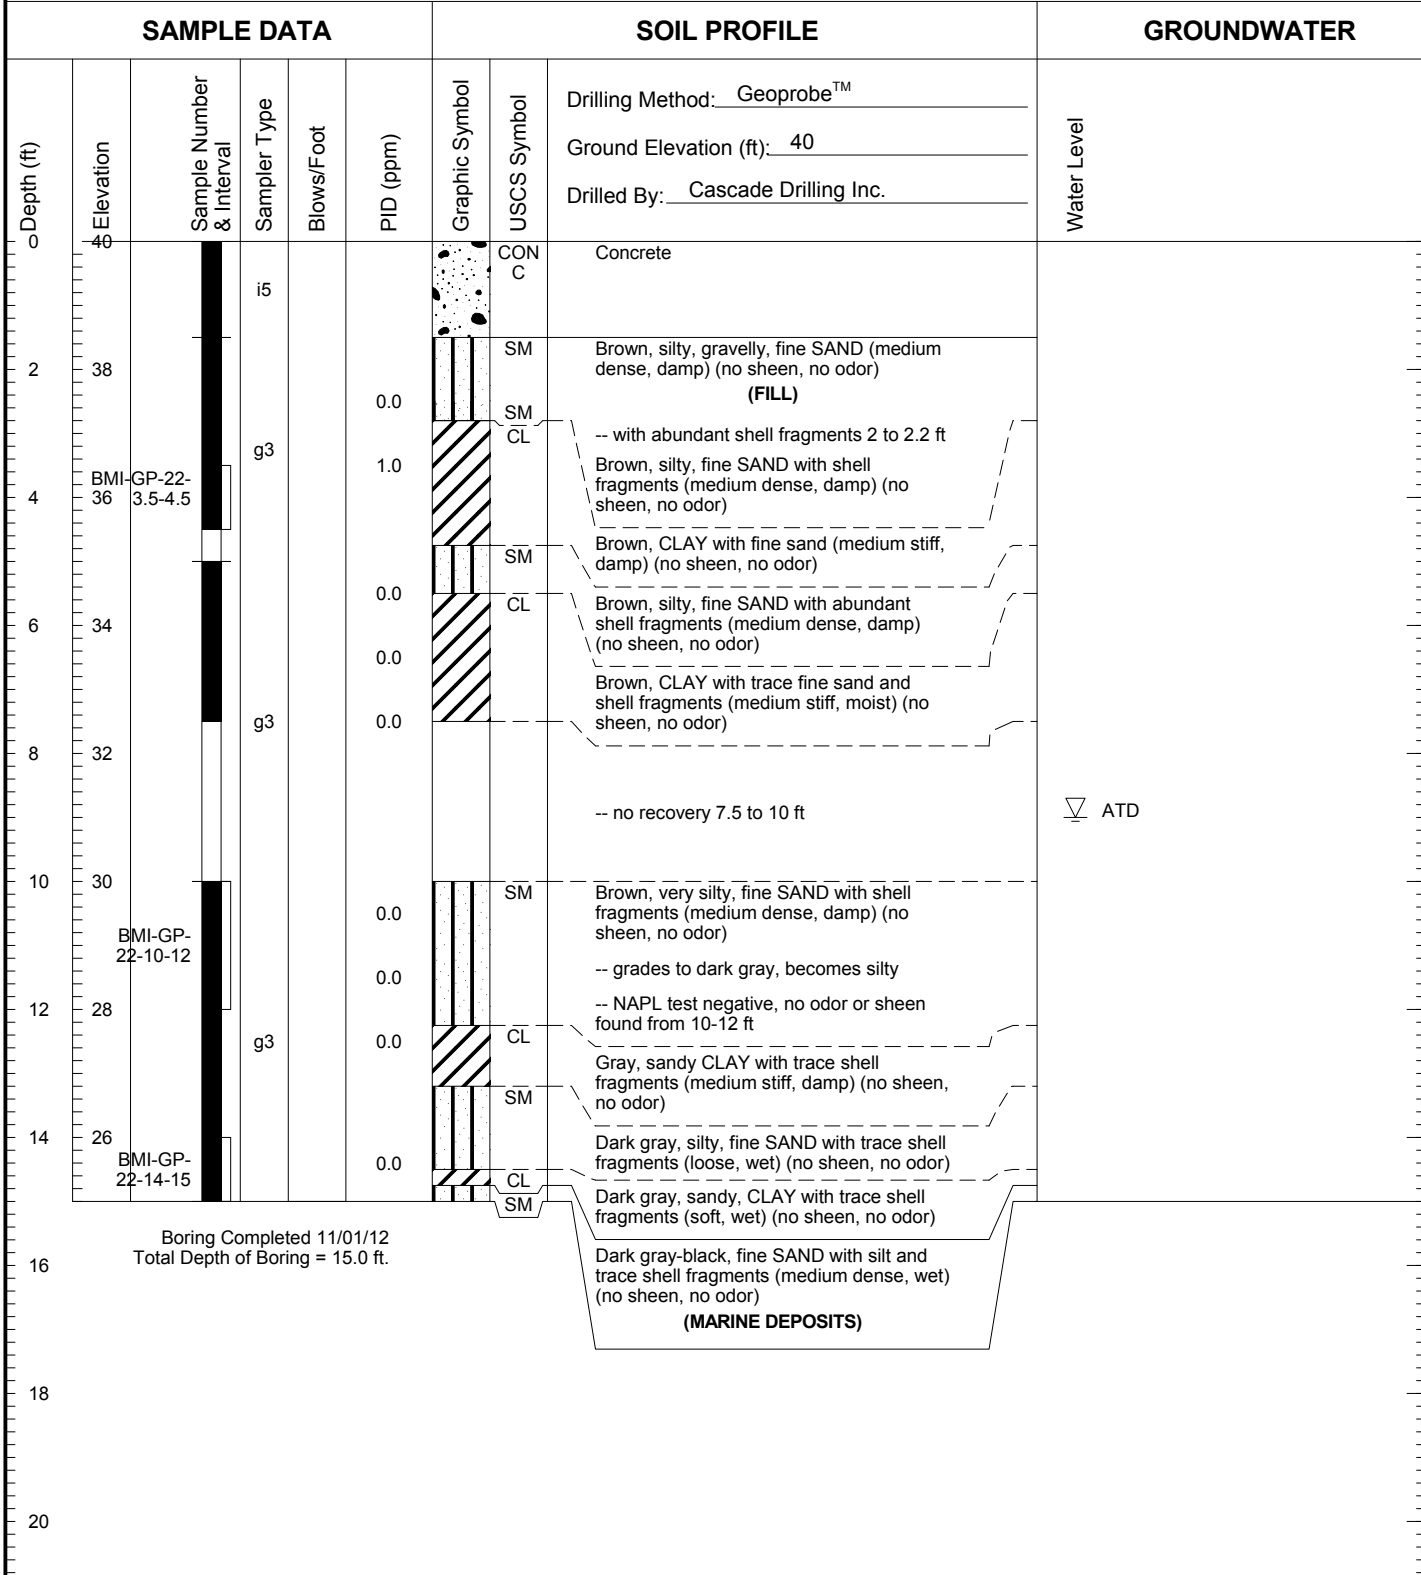 SAMPLE DATA
SOIL PROFILE
GROUNDWATER
Depth (ft)
Elevation
Sample Number
& Interval
Sampler Type
Blows/Foot
PID (ppm)
Graphic Symbol
USCS Symbol
Drilling Method: Geoprobe™
Ground Elevation (ft): 40
Drilled By: Cascade Drilling Inc.
Water Level
0
40
CON
C
Concrete
i5
SM
Brown, silty, gravelly, fine SAND (medium
dense, damp) (no sheen, no odor)
(FILL)
2
38
0.0
SM
CL
-- with abundant shell fragments 2 to 2.2 ft
g3
1.0
Brown, silty, fine SAND with shell
fragments (medium dense, damp) (no
sheen, no odor)
BMI-GP-22-
3.5-4.5
4
36
SM
Brown, CLAY with fine sand (medium stiff,
damp) (no sheen, no odor)
0.0
CL
Brown, silty, fine SAND with abundant
shell fragments (medium dense, damp)
(no sheen, no odor)
6
34
0.0
Brown, CLAY with trace fine sand and
shell fragments (medium stiff, moist) (no
sheen, no odor)
g3
0.0
8
32
-- no recovery 7.5 to 10 ft
ATD
10
30
SM
Brown, very silty, fine SAND with shell
fragments (medium dense, damp) (no
sheen, no odor)
0.0
BMI-GP-
22-10-12
0.0
-- grades to dark gray, becomes silty
12
28
-- NAPL test negative, no odor or sheen
found from 10-12 ft
g3
0.0
CL
Gray, sandy CLAY with trace shell
fragments (medium stiff, damp) (no sheen,
no odor)
SM
14
26
Dark gray, silty, fine SAND with trace shell
fragments (loose, wet) (no sheen, no odor)
BMI-GP-
22-14-15
0.0
CL
Dark gray, sandy, CLAY with trace shell
fragments (soft, wet) (no sheen, no odor)
SM
Boring Completed 11/01/12
Total Depth of Boring = 15.0 ft.
16
Dark gray-black, fine SAND with silt and
trace shell fragments (medium dense, wet)
(no sheen, no odor)
(MARINE DEPOSITS)
18
20